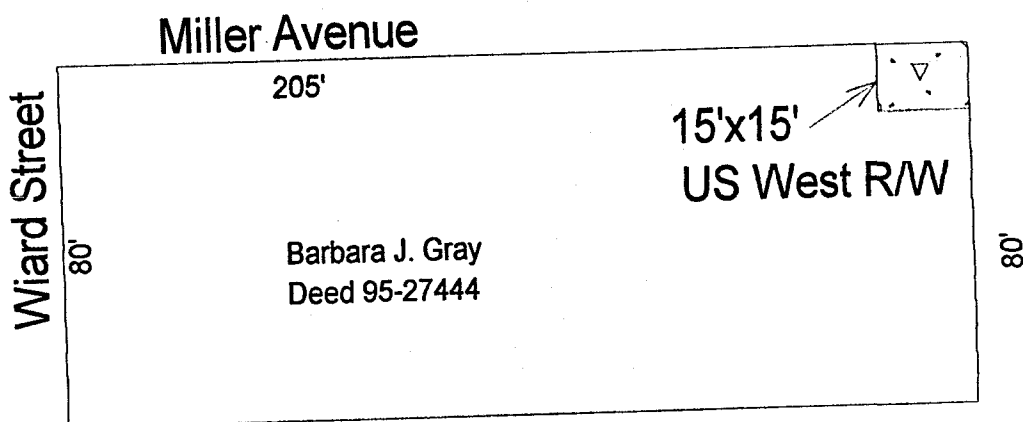 Miller Avenue
205'
15'x15'
US West R/W
Wiard Street
80'
Barbara J. Gray
Deed 95-27444
80'